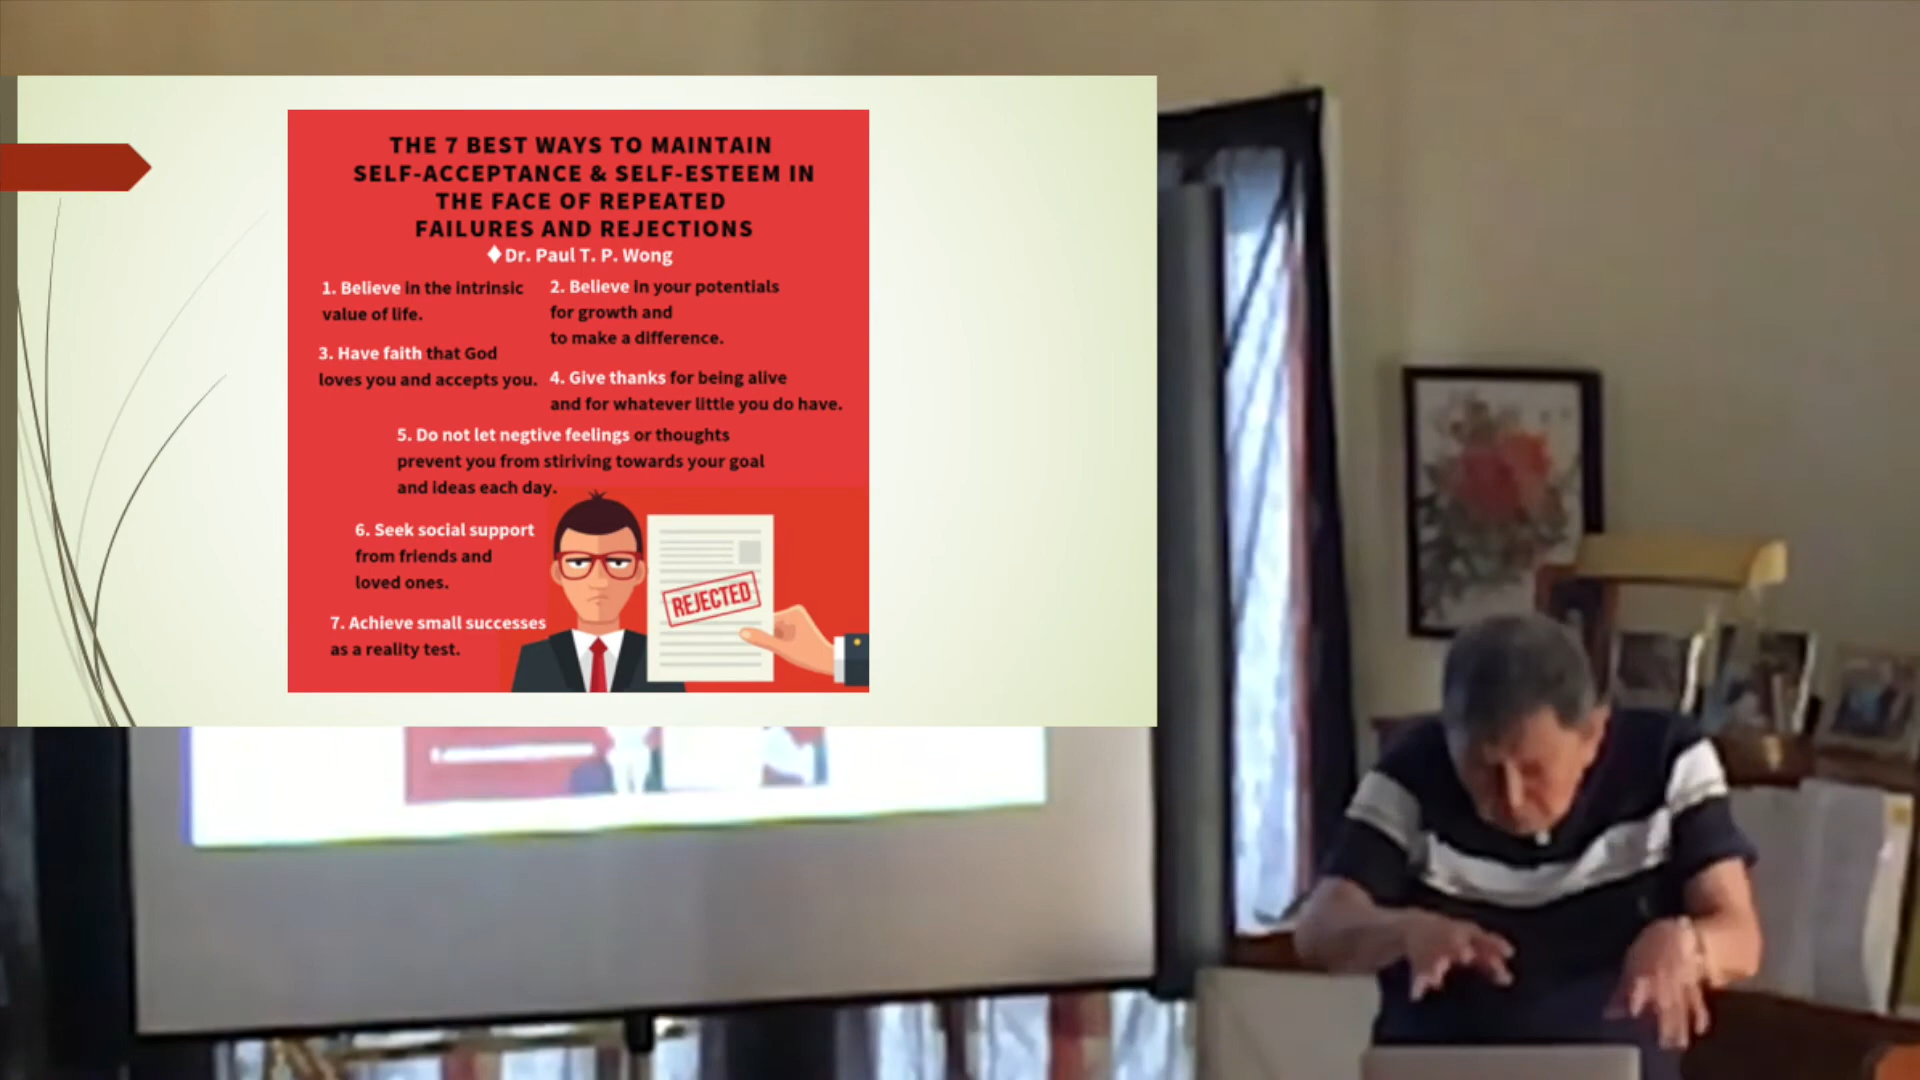 THE 7 BEST WAYS TO MAINTAIN
SELF-ACCEPTANCE & SELF-ESTEEM IN
THE FACE OF REPEATED
FAILURES AND REJECTIONS
♦Dr. Paul T. P. Wong
1. Believe in the intrinsic
value of life.
2. Believe in your potentials
for growth and
to make a difference.
3. Have faith that God
loves you and accepts you.
4. Give thanks for being alive
and for whatever little you do have.
5. Do not let negtive feelings or thoughts
prevent you from stiriving towards your goal
and ideas each day.
6. Seek social support
from friends and
loved ones.
7. Achieve small successes
as a reality test.
REJECTED